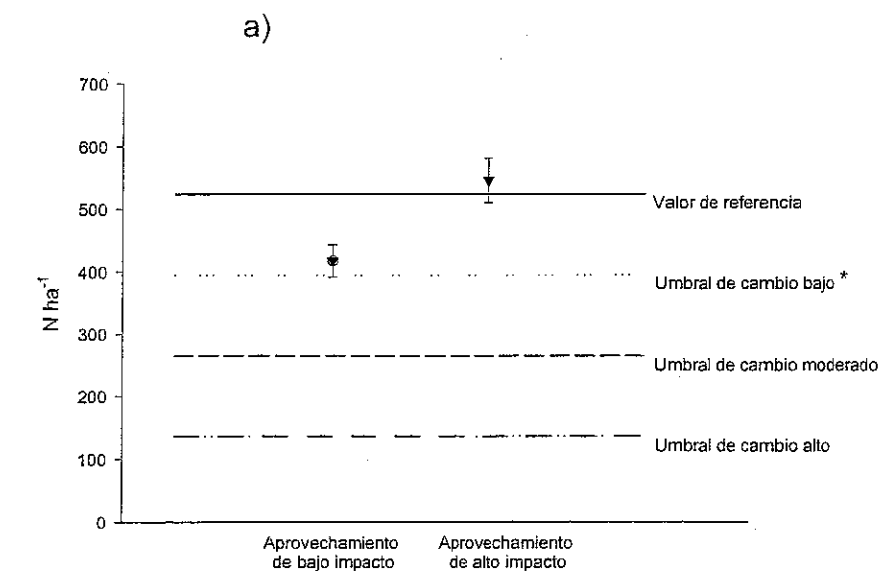 a)
700
600
500
400
300
200
100
0
N ha-1
Valor de referencia
Umbral de cambio bajo *
Umbral de cambio moderado
Umbral de cambio alto
Aprovechamiento
de bajo impacto
Aprovechamiento
de alto impacto